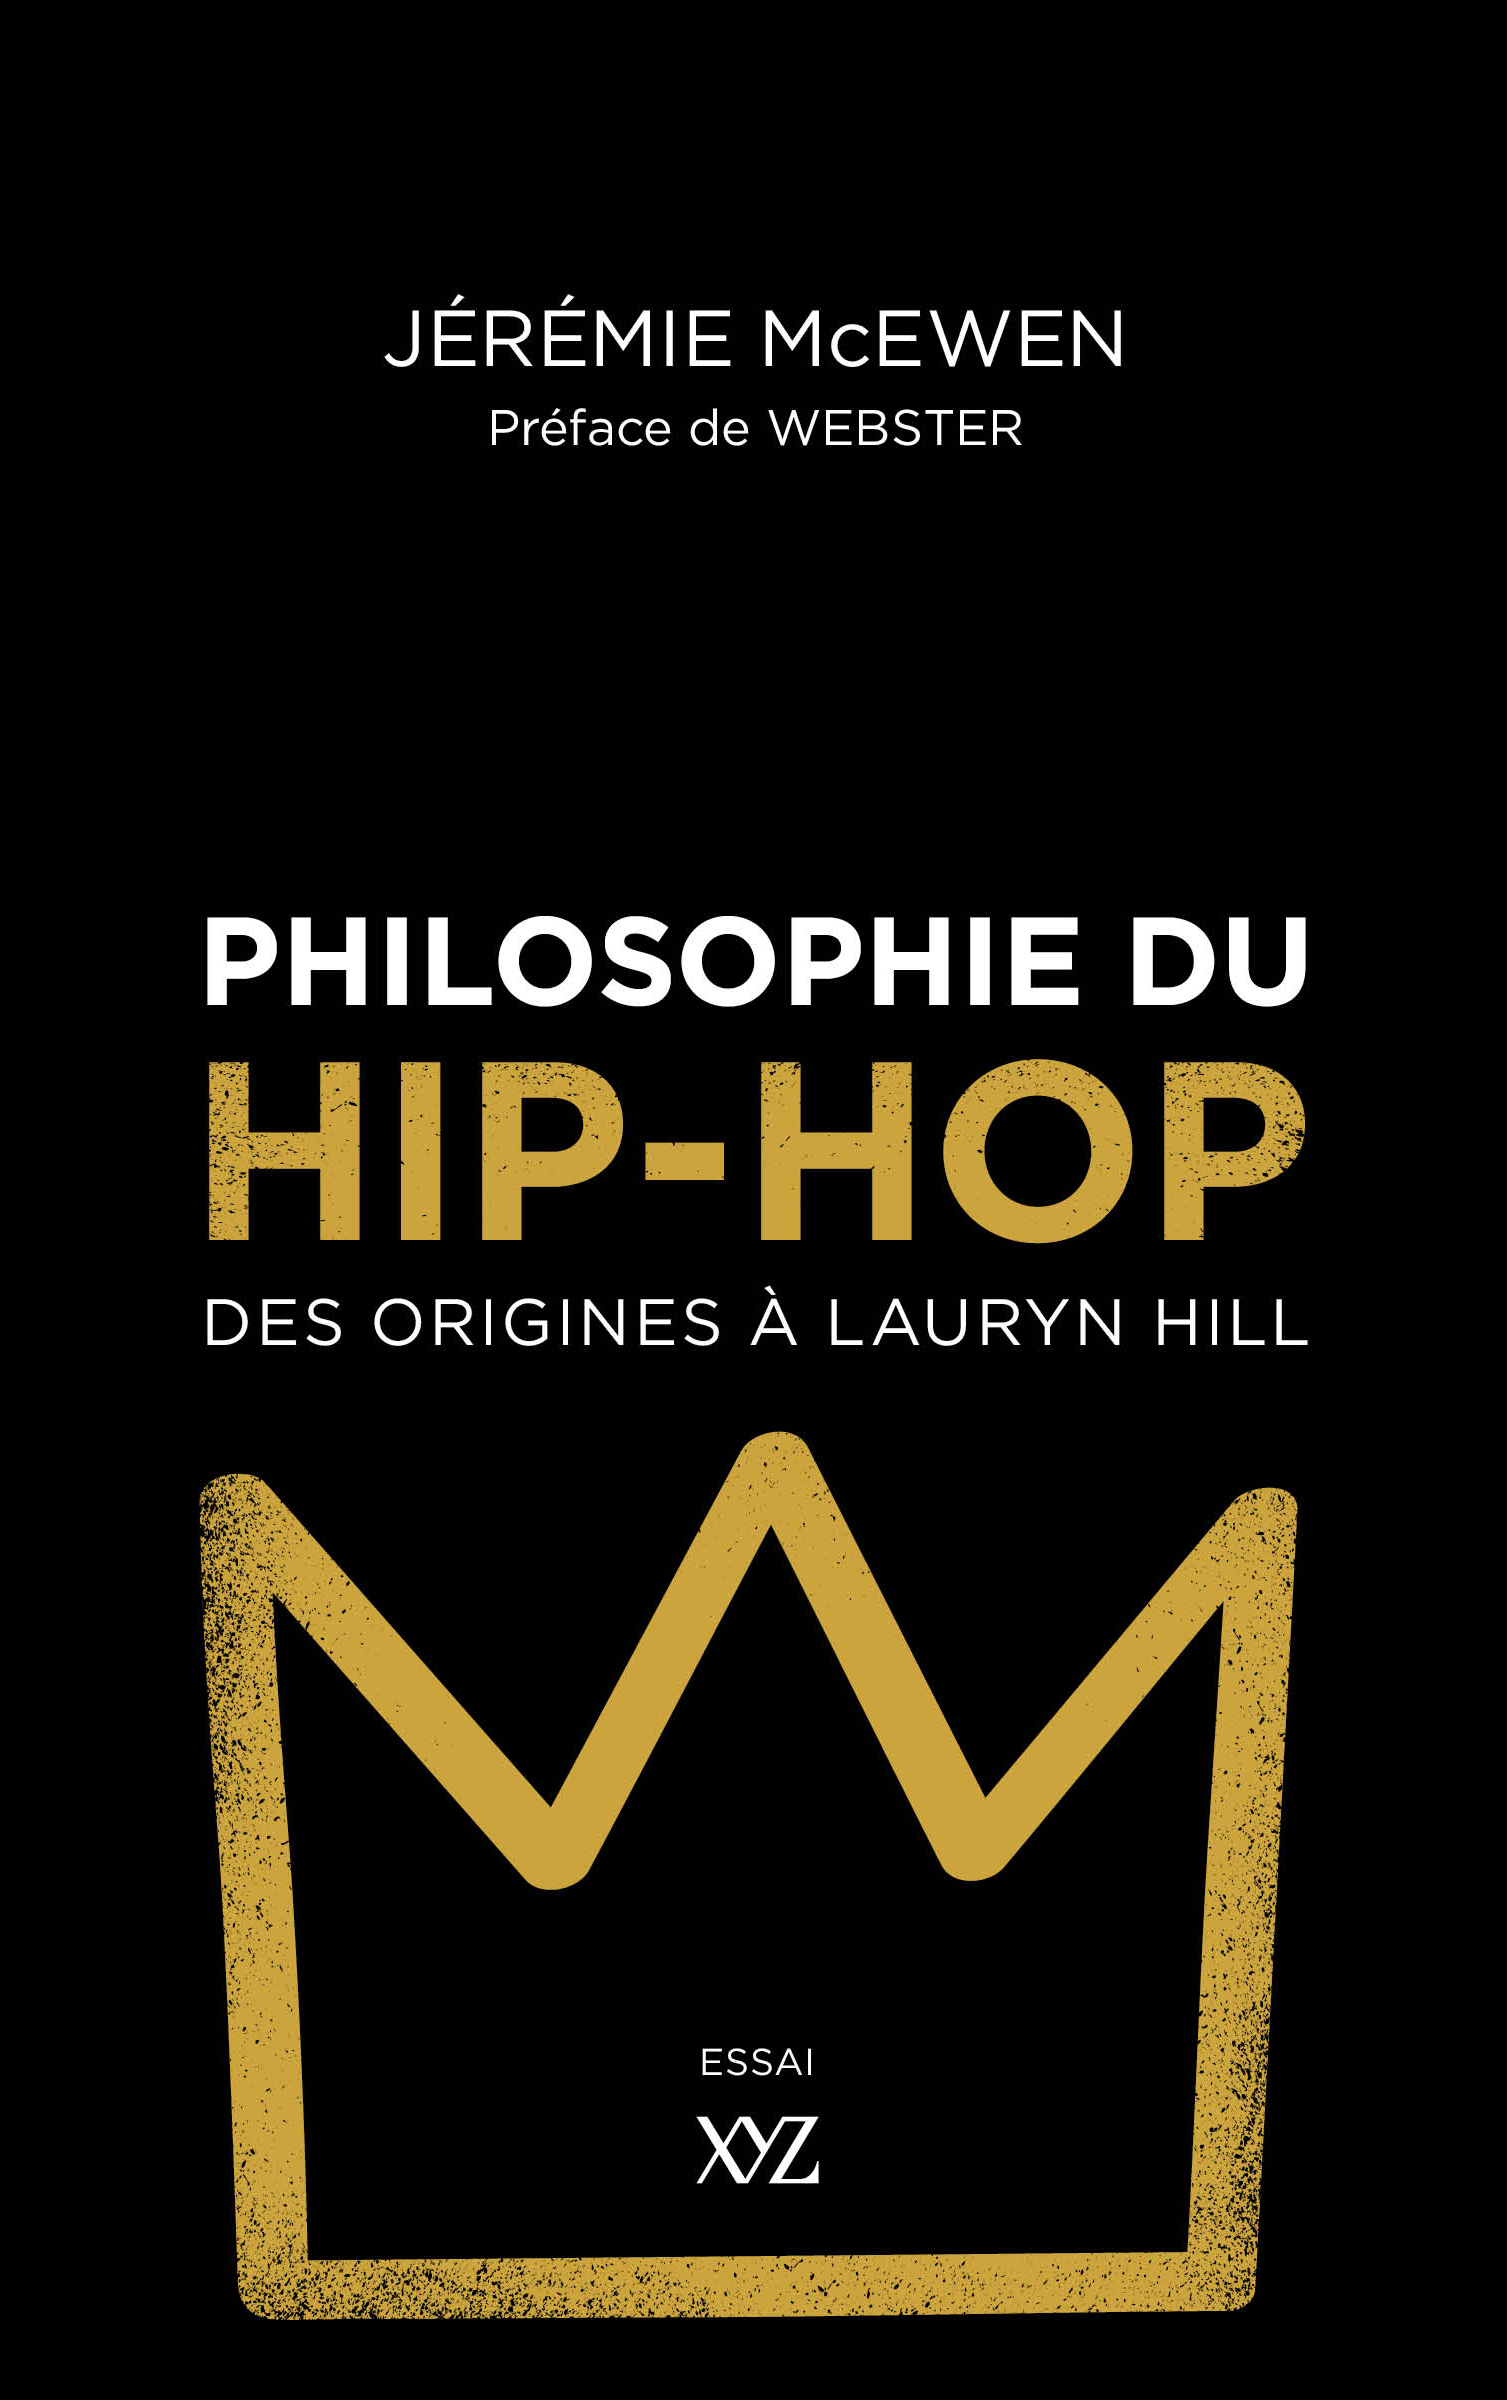 JÉRÉMIE McEWEN
Préface de WEBSTER
PHILOSOPHIE DU
HIP-HOP
DES ORIGINES À LAURYN HILL
ESSAI
XYZ